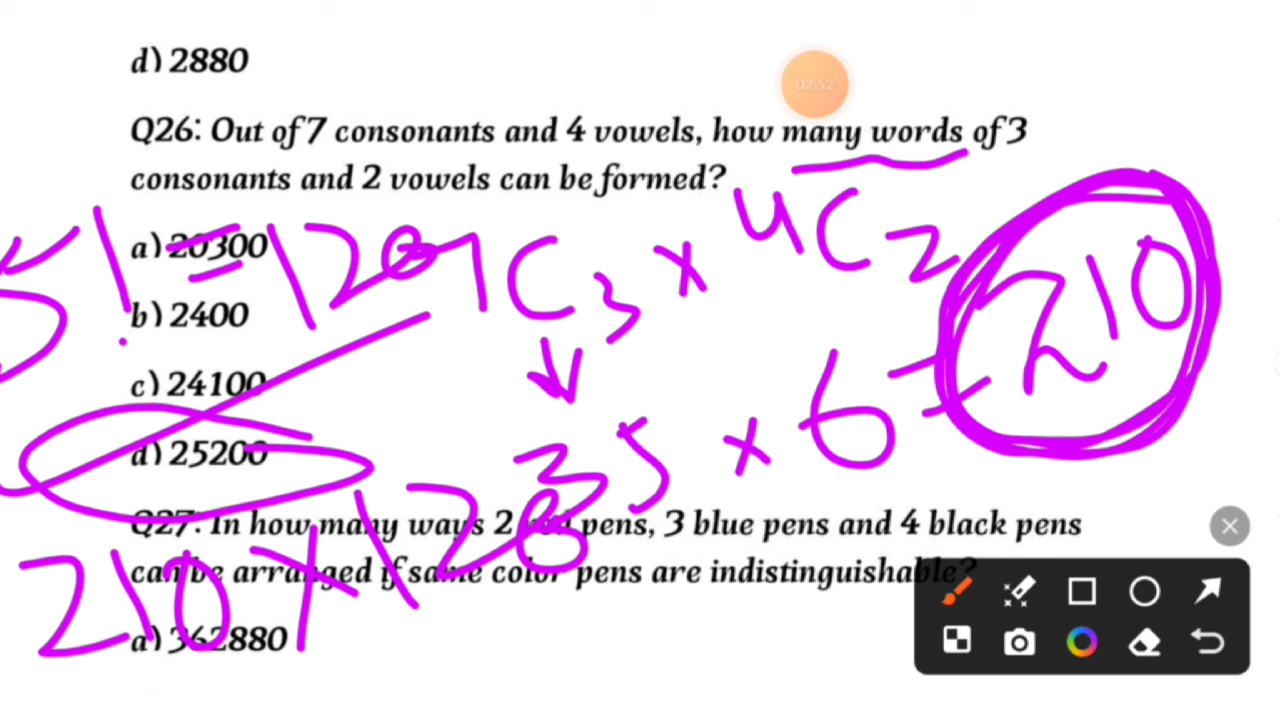 d) 2880
02:52
Q26: Out of 7 consonants and 4 vowels, how many words of 3
consonants and 2 vowels can be formed?
a) 20300
5! = 120
7C3 × 4C2
b) 2400
c) 24100
35 × 6 = 210
d) 25200
Q27: In how many ways 2 red pens, 3 blue pens and 4 black pens
can be arranged if same color pens are indistinguishable?
210 × 120
a) 362880